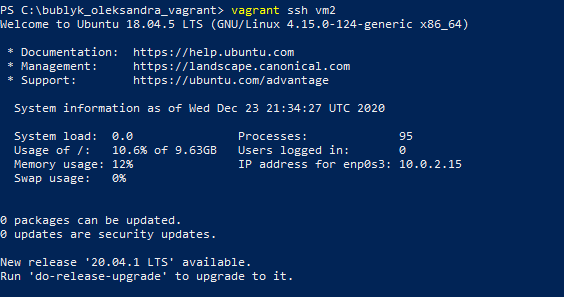 PS C:\bublyk_oleksandra_vagrant> vagrant ssh vm2
Welcome to Ubuntu 18.04.5 LTS (GNU/Linux 4.15.0-124-generic x86_64)
* Documentation:  https://help.ubuntu.com
* Management:     https://landscape.canonical.com
* Support:        https://ubuntu.com/advantage
System information as of Wed Dec 23 21:34:27 UTC 2020
System load:  0.0               Processes:             95
Usage of /:   10.6% of 9.63GB   Users logged in:       0
Memory usage: 12%               IP address for enp0s3: 10.0.2.15
Swap usage:   0%
0 packages can be updated.
0 updates are security updates.
New release '20.04.1 LTS' available.
Run 'do-release-upgrade' to upgrade to it.